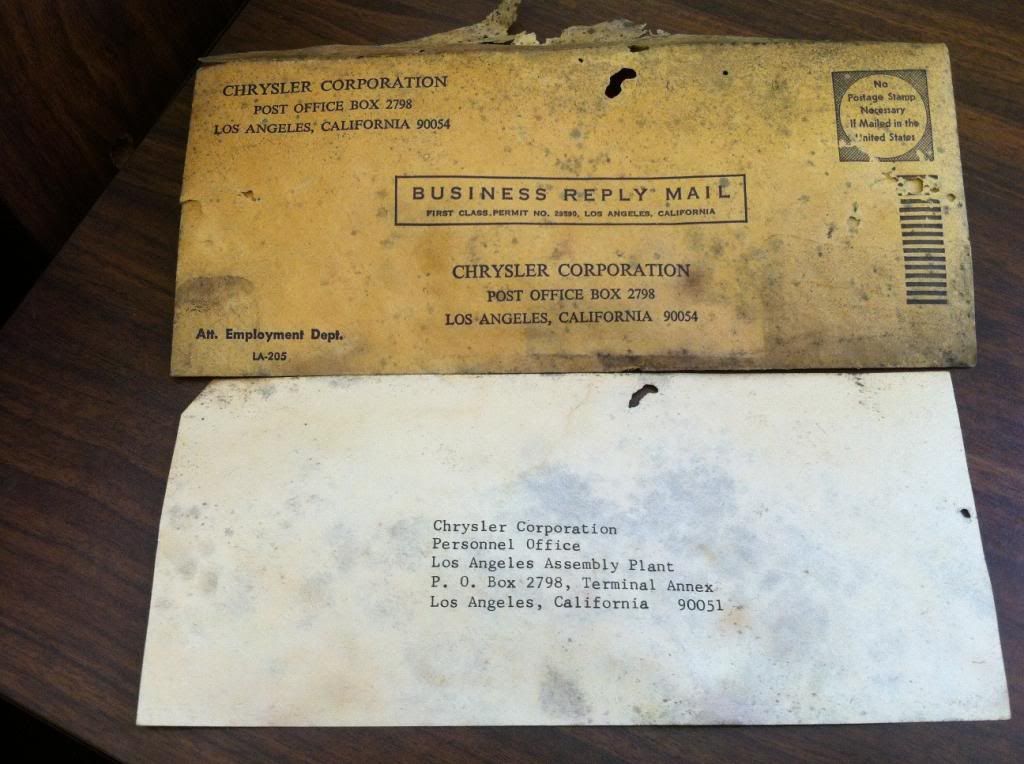 CHRYSLER CORPORATION
POST OFFICE BOX 2798
LOS ANGELES, CALIFORNIA 90054
No
Postage Stamp
Necessary
If Mailed in the
United States
BUSINESS REPLY MAIL
FIRST CLASS PERMIT NO. 29590, LOS ANGELES, CALIFORNIA
CHRYSLER CORPORATION
POST OFFICE BOX 2798
LOS ANGELES, CALIFORNIA 90054
Att. Employment Dept.
LA-205
Chrysler Corporation
Personnel Office
Los Angeles Assembly Plant
P. O. Box 2798, Terminal Annex
Los Angeles, California 90051